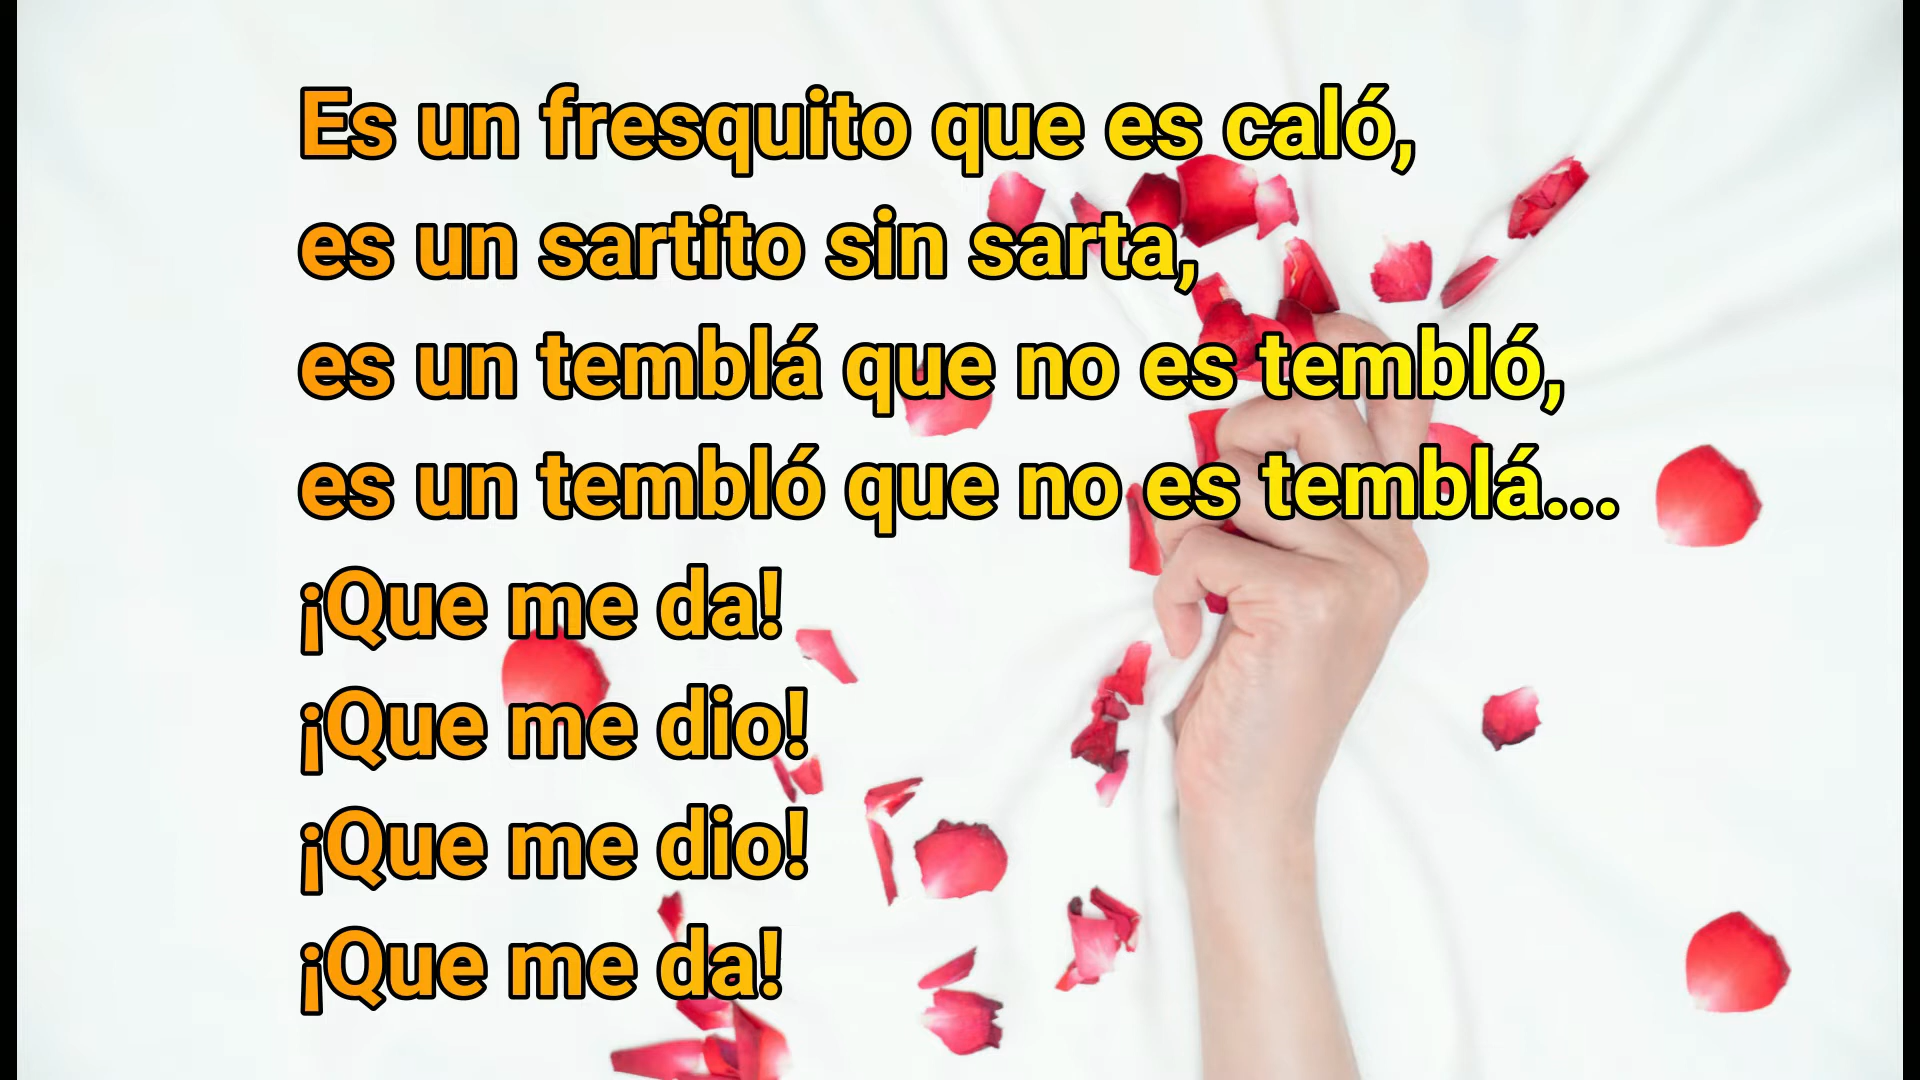 Es un fresquito que es caló,
es un sartito sin sarta,
es un temblá que no es tembló,
es un tembló que no es temblá...
¡Que me da!
¡Que me dio!
¡Que me dio!
¡Que me da!